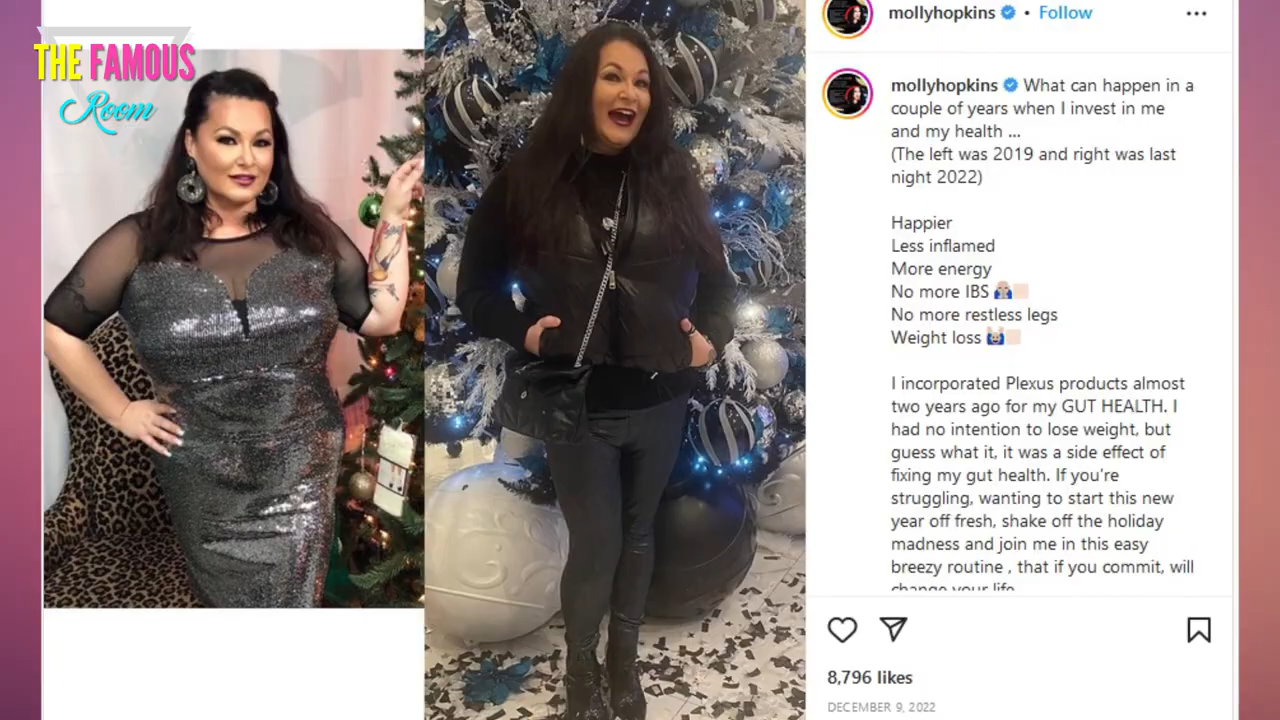 THE FAMOUS
Room
mollyhopkins • Follow
mollyhopkins What can happen in a
couple of years when I invest in me
and my health ...
(The left was 2019 and right was last
night 2022)
Happier
Less inflamed
More energy
No more IBS
No more restless legs
Weight loss
I incorporated Plexus products almost
two years ago for my GUT HEALTH. I
had no intention to lose weight, but
guess what it, it was a side effect of
fixing my gut health. If you're
struggling, wanting to start this new
year off fresh, shake off the holiday
madness and join me in this easy
breezy routine , that if you commit, will
change your life
8,796 likes
DECEMBER 9, 2022